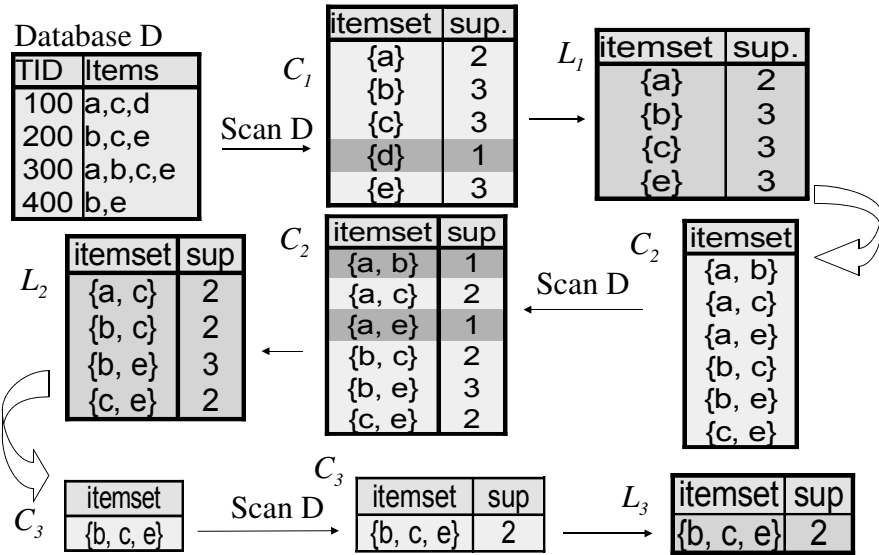 Database D
TID Items
100 a,c,d
200 b,c,e
300 a,b,c,e
400 b,e
Scan D
C1
itemset sup.
{a} 2
{b} 3
{c} 3
{d} 1
{e} 3
L1
itemset sup.
{a} 2
{b} 3
{c} 3
{e} 3
C2
itemset
{a, b}
{a, c}
{a, e}
{b, c}
{b, e}
{c, e}
Scan D
C2
itemset sup
{a, b} 1
{a, c} 2
{a, e} 1
{b, c} 2
{b, e} 3
{c, e} 2
L2
itemset sup
{a, c} 2
{b, c} 2
{b, e} 3
{c, e} 2
C3
itemset
{b, c, e}
Scan D
C3
itemset sup
{b, c, e} 2
L3
itemset sup
{b, c, e} 2